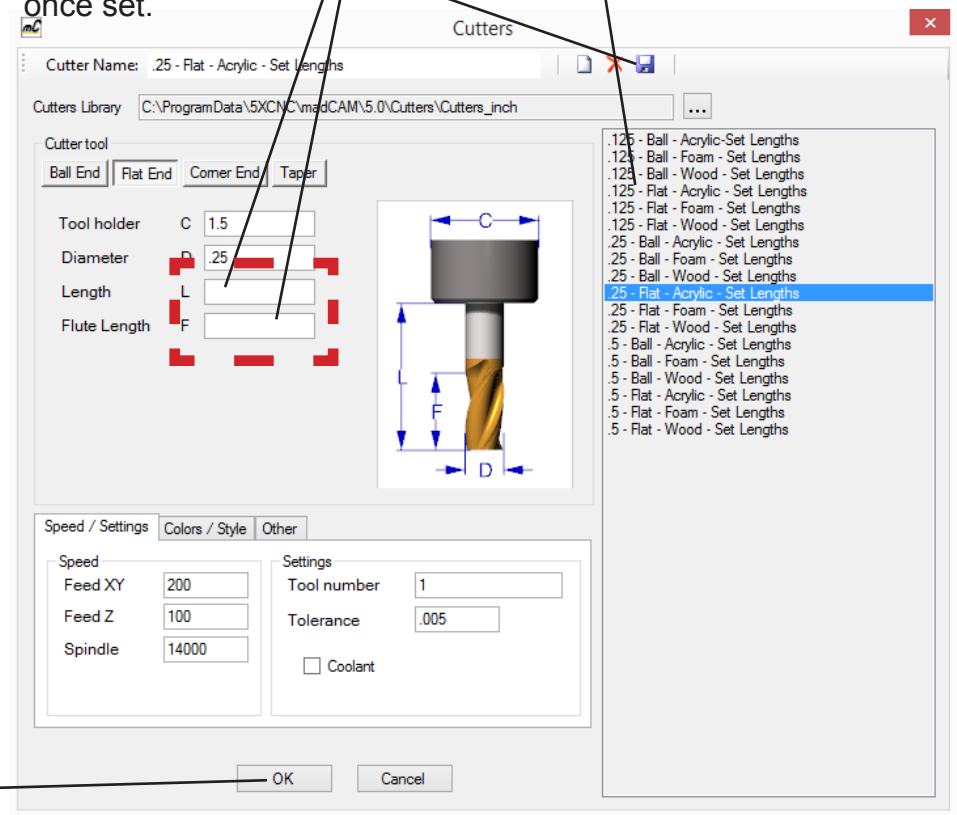 once set.
mC
Cutters
Cutter Name: .25 - Flat - Acrylic - Set Lengths
Cutters Library C:\ProgramData\5XCNC\madCAM\5.0\Cutters\Cutters_inch ...
Cutter tool
Ball End Flat End Corner End Taper
Tool holder C 1.5
Diameter D .25
Length L
Flute Length F
C
L
F
D
.125 - Ball - Acrylic-Set Lengths
.125 - Ball - Foam - Set Lengths
.125 - Ball - Wood - Set Lengths
.125 - Flat - Acrylic - Set Lengths
.125 - Flat - Foam - Set Lengths
.125 - Flat - Wood - Set Lengths
.25 - Ball - Acrylic - Set Lengths
.25 - Ball - Foam - Set Lengths
.25 - Ball - Wood - Set Lengths
.25 - Flat - Acrylic - Set Lengths
.25 - Flat - Foam - Set Lengths
.25 - Flat - Wood - Set Lengths
.5 - Ball - Acrylic - Set Lengths
.5 - Ball - Foam - Set Lengths
.5 - Ball - Wood - Set Lengths
.5 - Flat - Acrylic - Set Lengths
.5 - Flat - Foam - Set Lengths
.5 - Flat - Wood - Set Lengths
Speed / Settings Colors / Style Other
Speed
Feed XY 200
Feed Z 100
Spindle 14000
Settings
Tool number 1
Tolerance .005
Coolant
OK Cancel